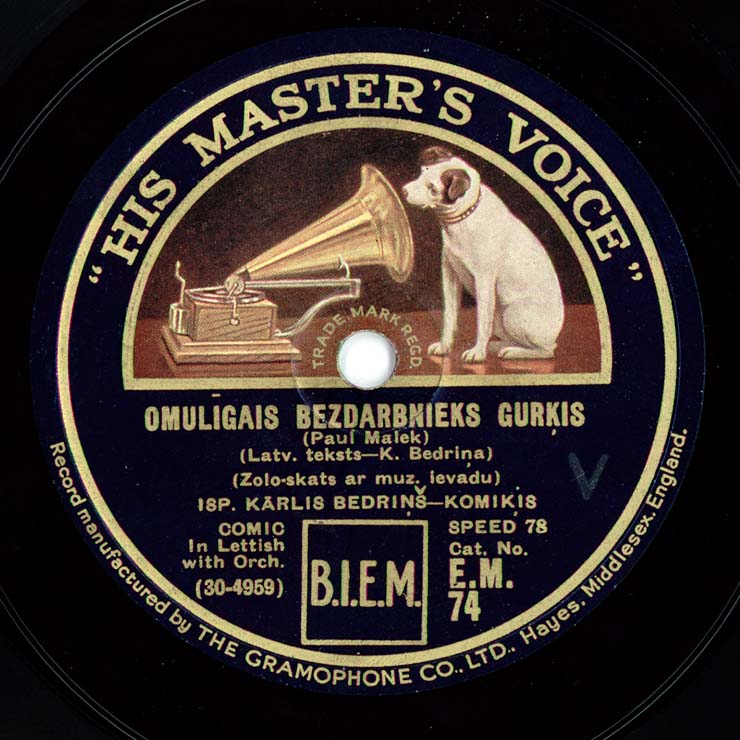 "HIS MASTER'S VOICE"
TRADE MARK REGD.
OMULĪGAIS BEZDARBNIEKS GURĶIS
(Paul Malek)
(Latv. teksts—K. Bedriņa)
(Zolo-skats ar muz. ievadu)
ISP. KĀRLIS BEDRIŅŠ—KOMIĶIS
COMIC
In Lettish
with Orch.
(30-4959)
B.I.E.M.
SPEED 78
Cat. No.
E.M.
74
V
Record manufactured by THE GRAMOPHONE CO., LTD., Hayes, Middlesex, England.